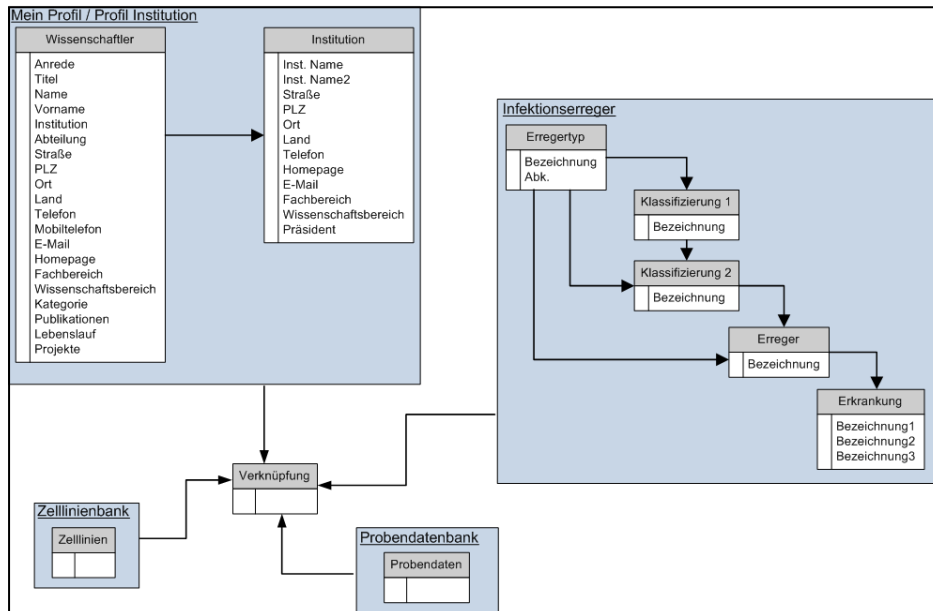 Mein Profil / Profil Institution
Wissenschaftler
Anrede
Titel
Name
Vorname
Institution
Abteilung
Straße
PLZ
Ort
Land
Telefon
Mobiltelefon
E-Mail
Homepage
Fachbereich
Wissenschaftsbereich
Kategorie
Publikationen
Lebenslauf
Projekte
Institution
Inst. Name
Inst. Name2
Straße
PLZ
Ort
Land
Telefon
Homepage
E-Mail
Fachbereich
Wissenschaftsbereich
Präsident
Infektionserreger
Erregertyp
Bezeichnung
Abk.
Klassifizierung 1
Bezeichnung
Klassifizierung 2
Bezeichnung
Erreger
Bezeichnung
Erkrankung
Bezeichnung1
Bezeichnung2
Bezeichnung3
Verknüpfung
Zelllinienbank
Zelllinien
Probendatenbank
Probendaten